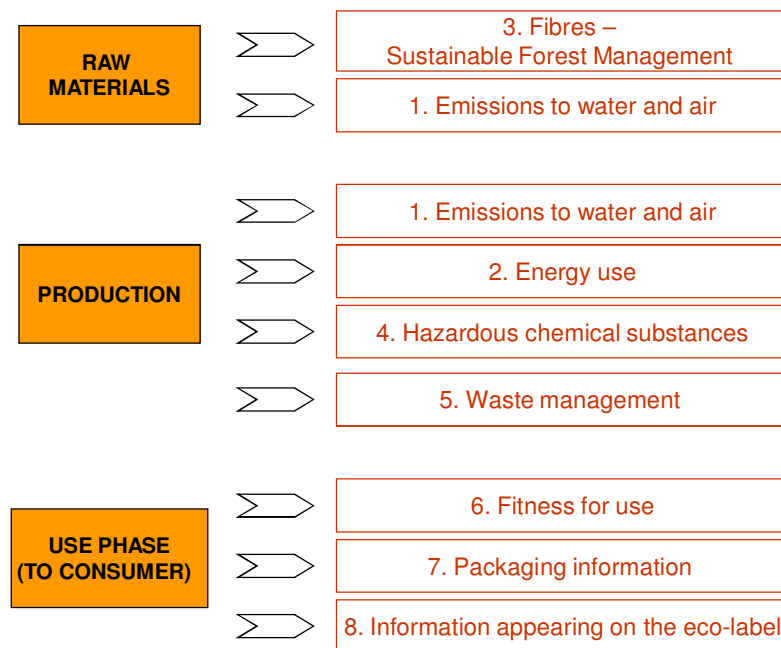 RAW
MATERIALS
3. Fibres –
Sustainable Forest Management
1. Emissions to water and air
PRODUCTION
1. Emissions to water and air
2. Energy use
4. Hazardous chemical substances
5. Waste management
USE PHASE
(TO CONSUMER)
6. Fitness for use
7. Packaging information
8. Information appearing on the eco-label